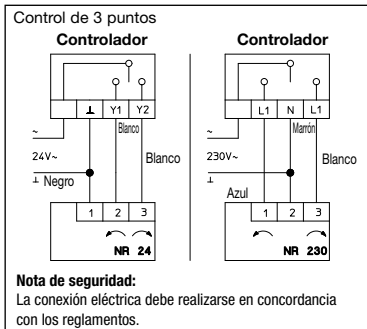 Control de 3 puntos
Controlador
Controlador
⊥ Y1 Y2
L1 N L1
Blanco
Marrón
~
~
24V~
Blanco
230V~
Blanco
⊥ Negro
⊥
Azul
1 2 3
1 2 3
NR 24
NR 230
Nota de seguridad:
La conexión eléctrica debe realizarse en concordancia
con los reglamentos.